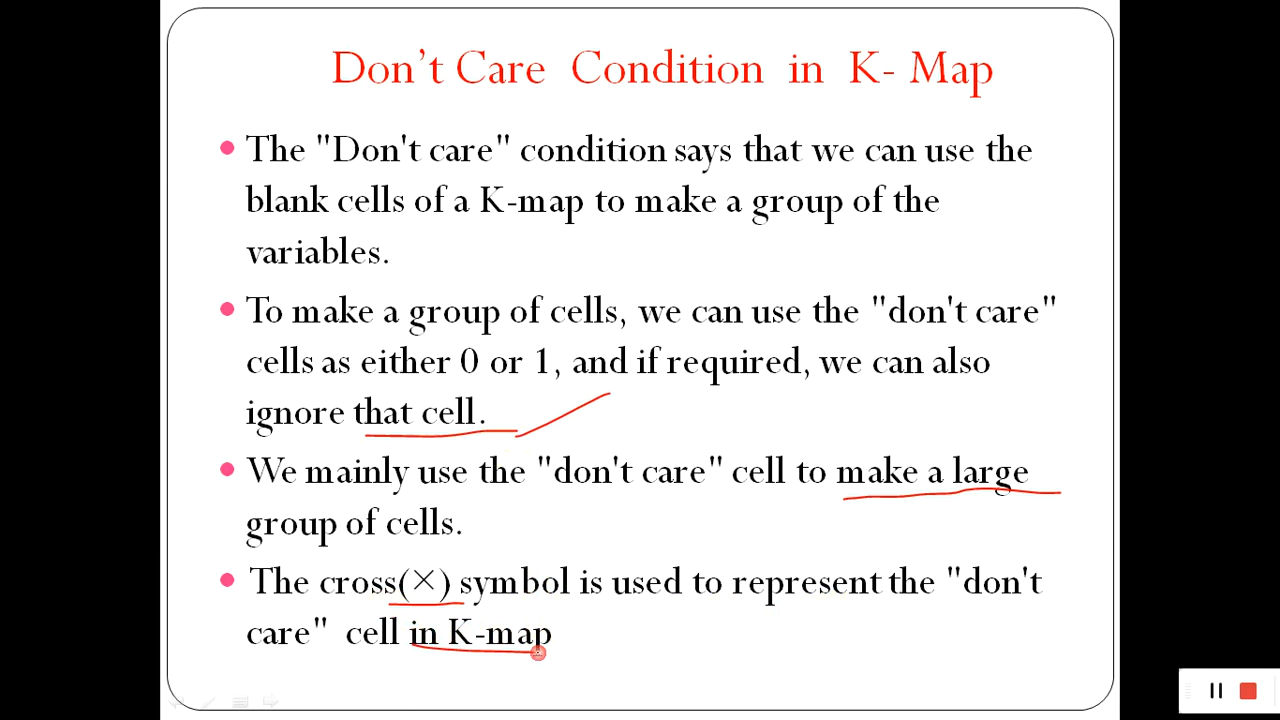 Don't Care Condition in K- Map
The "Don't care" condition says that we can use the
blank cells of a K-map to make a group of the
variables.
To make a group of cells, we can use the "don't care"
cells as either 0 or 1, and if required, we can also
ignore that cell.
We mainly use the "don't care" cell to make a large
group of cells.
The cross(×) symbol is used to represent the "don't
care" cell in K-map